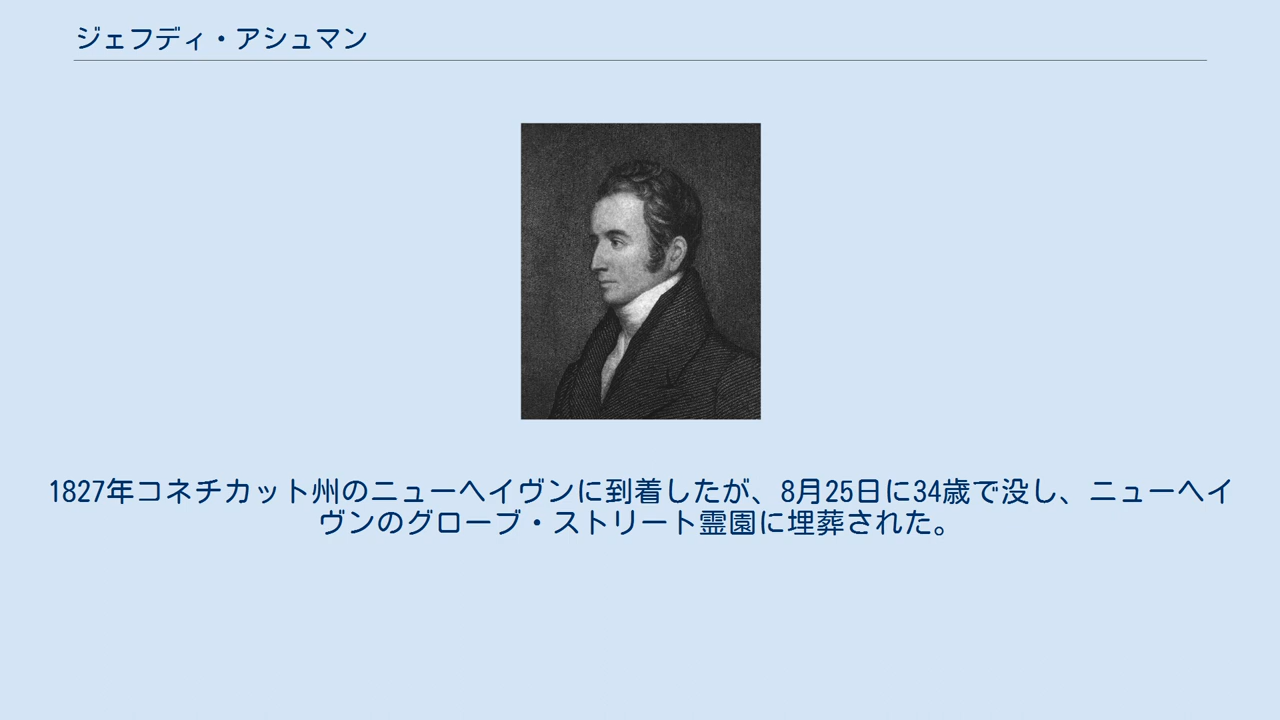 ジェフディ・アシュマン
1827年コネチカット州のニューヘイヴンに到着したが、8月25日に34歳で没し、ニューヘイ
ヴンのグローブ・ストリート霊園に埋葬された。